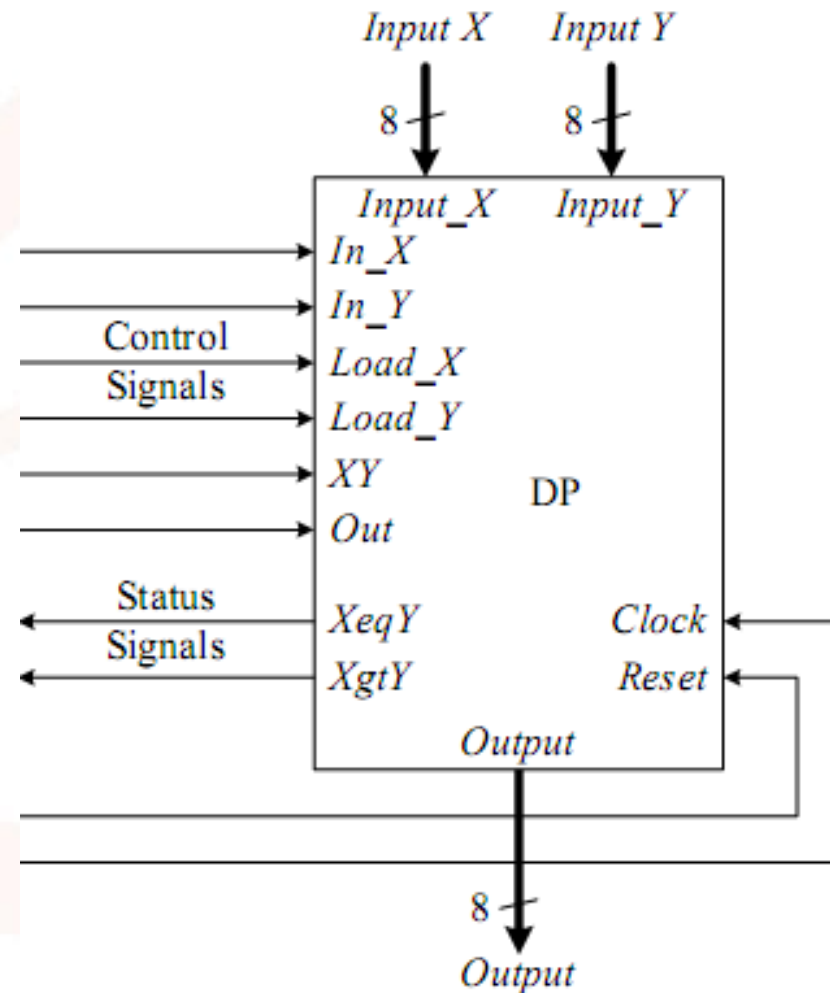 Input X Input Y
8 8
Input_X Input_Y
In_X
In_Y
Control
Load_X
Signals
Load_Y
XY
DP
Out
Status
XeqY Clock
Signals
XgtY Reset
Output
8
Output